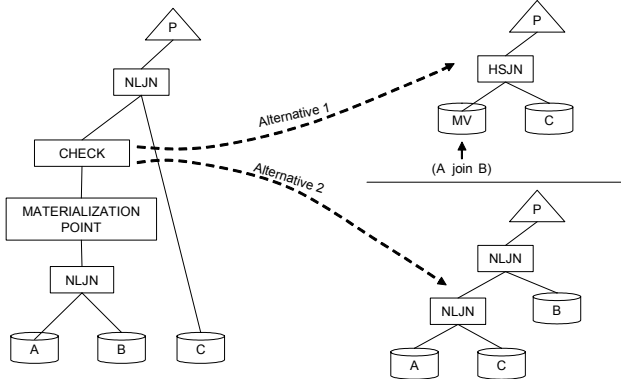 P
NLJN
CHECK
MATERIALIZATION
POINT
NLJN
A
B
C
Alternative 1
Alternative 2
P
HSJN
MV
C
(A join B)
P
NLJN
NLJN
B
A
C